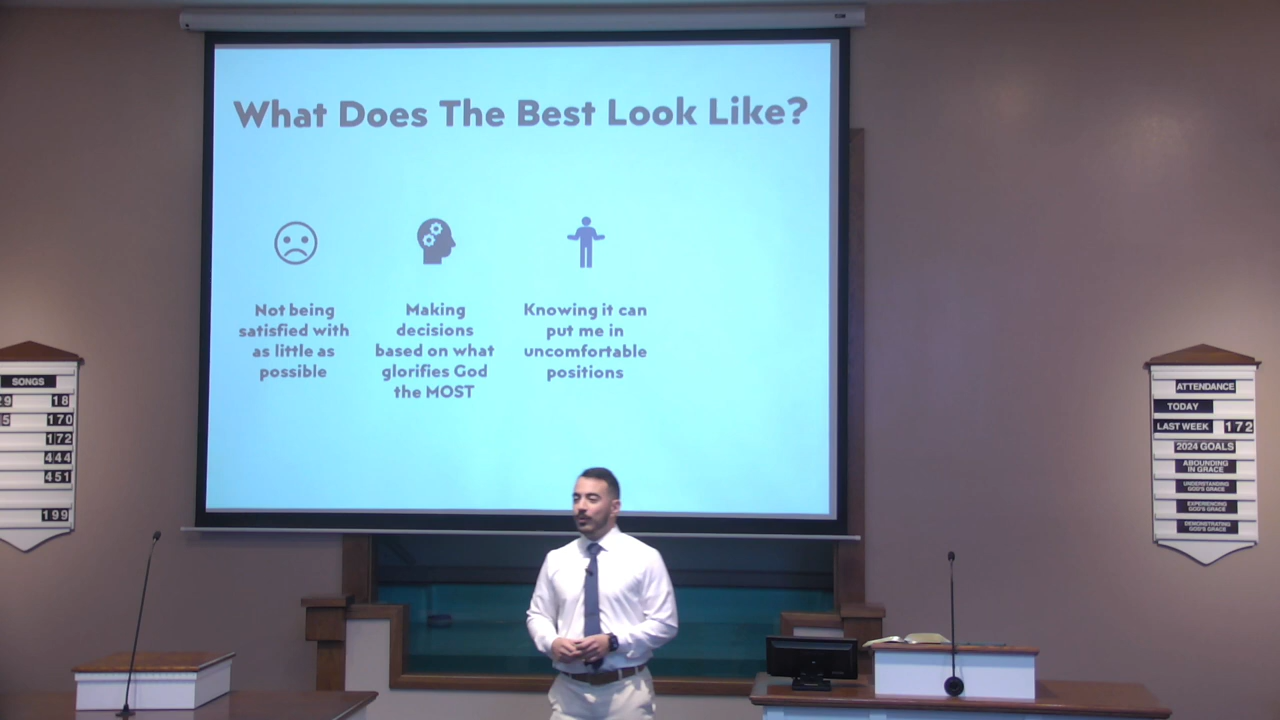 What Does The Best Look Like?
Not being
satisfied with
as little as
possible
Making
decisions
based on what
glorifies God
the MOST
Knowing it can
put me in
uncomfortable
positions
SONGS
29 18
5 170
172
444
451
199
ATTENDANCE
TODAY
LAST WEEK 172
2024 GOALS
ABOUNDING
IN GRACE
UNDERSTANDING
GOD'S GRACE
EXPERIENCING
GOD'S GRACE
DEMONSTRATING
GOD'S GRACE